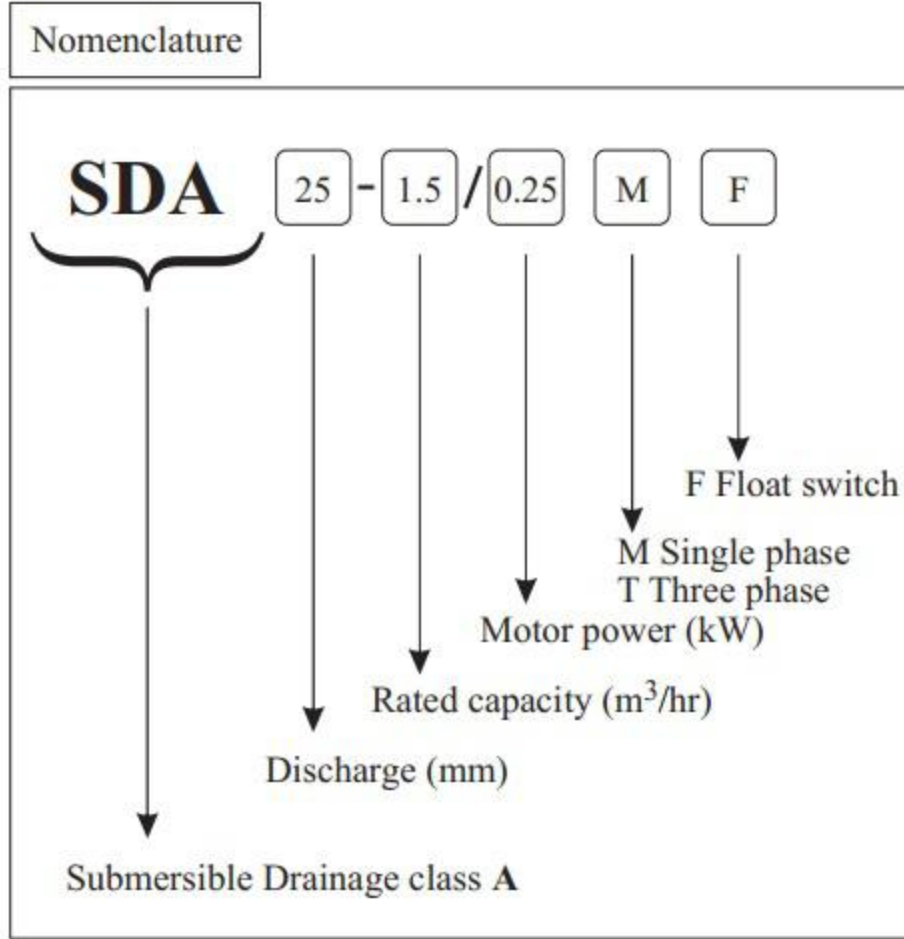 Nomenclature
SDA 25 - 1.5 / 0.25 M F
F Float switch
M Single phase
T Three phase
Motor power (kW)
Rated capacity (m³/hr)
Discharge (mm)
Submersible Drainage class A